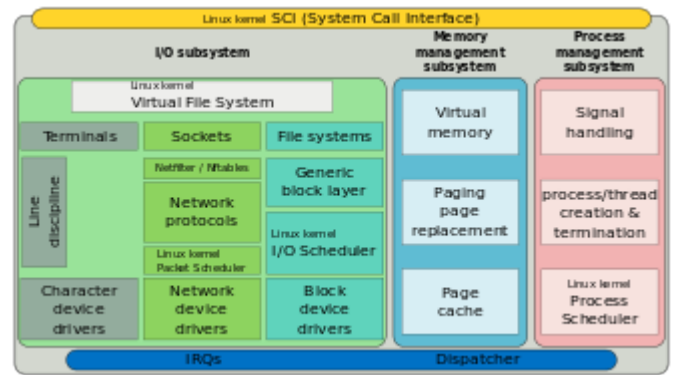 Linux kernel SCI (System Call Interface)
I/O subsystem
Memory
management
subsystem
Process
management
subsystem
Linux kernel
Virtual File System
Terminals
Sockets
File systems
Line
discipline
Netfilter / Nftables
Network
protocols
Linux kernel
Packet Scheduler
Generic
block layer
Linux kernel
I/O Scheduler
Character
device
drivers
Network
device
drivers
Block
device
drivers
Virtual
memory
Paging
page
replacement
Page
cache
Signal
handling
process/thread
creation &
termination
Linux kernel
Process
Scheduler
IRQs
Dispatcher